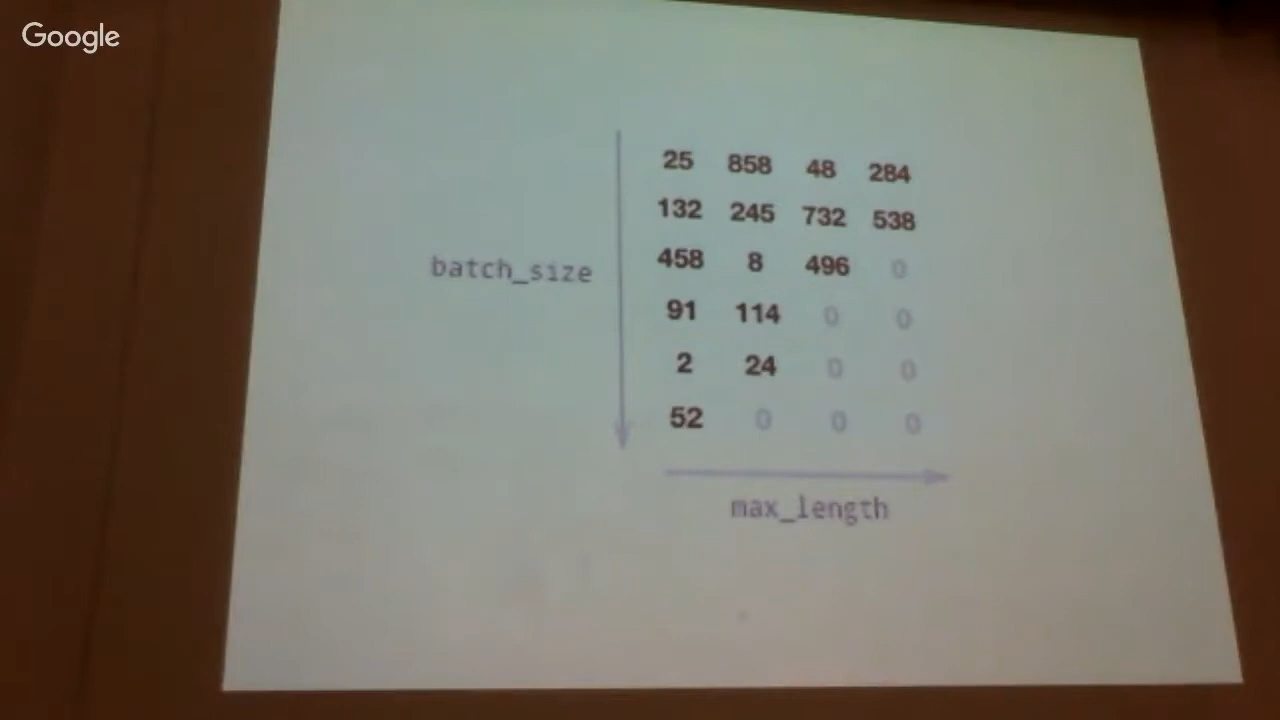 Google
25 858 48 284
132 245 732 538
batch_size
458 8 496 0
91 114 0 0
2 24 0 0
52 0 0 0
max_length